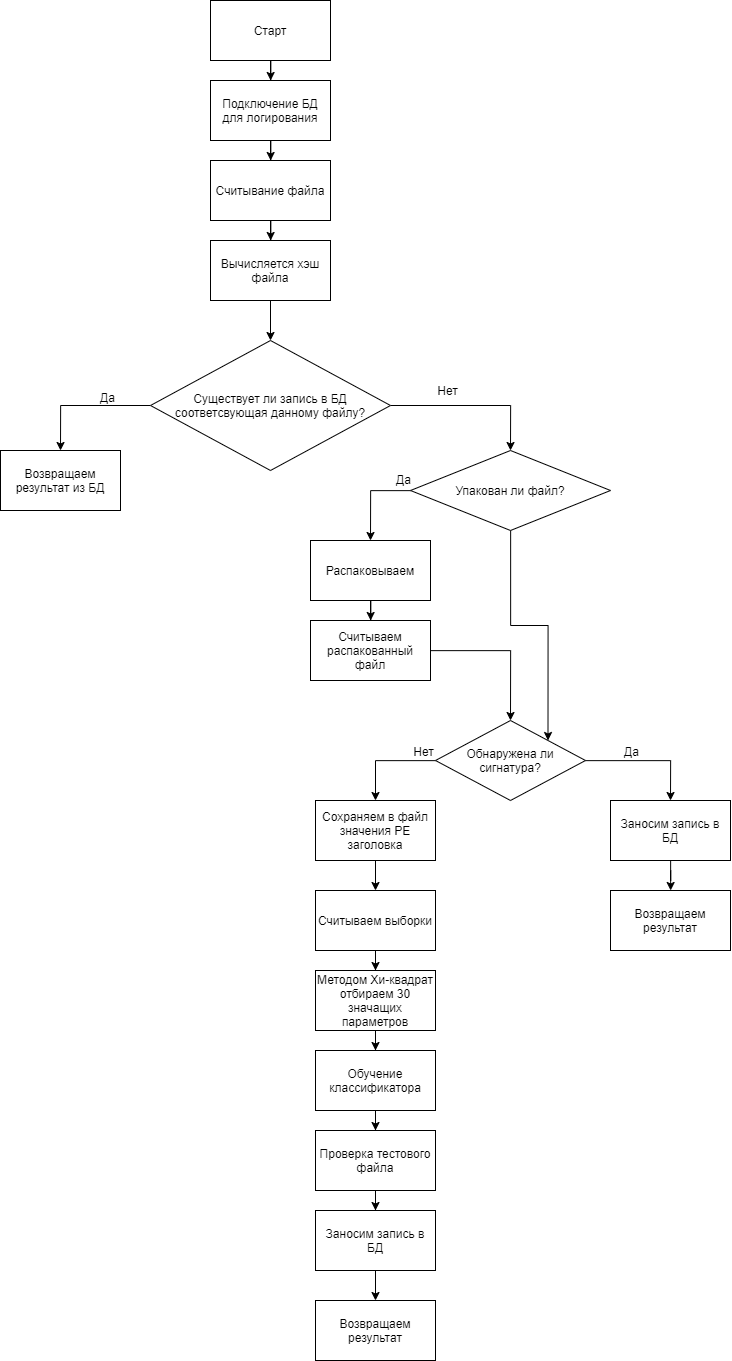 Старт
Подключение БД
для логирования
Считывание файла
Вычисляется хэш
файла
Существует ли запись в БД
соответсвующая данному файлу?
Да
Нет
Возвращаем
результат из БД
Упакован ли файл?
Да
Распаковываем
Считываем
распакованный
файл
Обнаружена ли
сигнатура?
Нет
Да
Сохраняем в файл
значения PE
заголовка
Заносим запись в
БД
Считываем выборки
Возвращаем
результат
Методом Хи-квадрат
отбираем 30
значащих
параметров
Обучение
классификатора
Проверка тестового
файла
Заносим запись в
БД
Возвращаем
результат